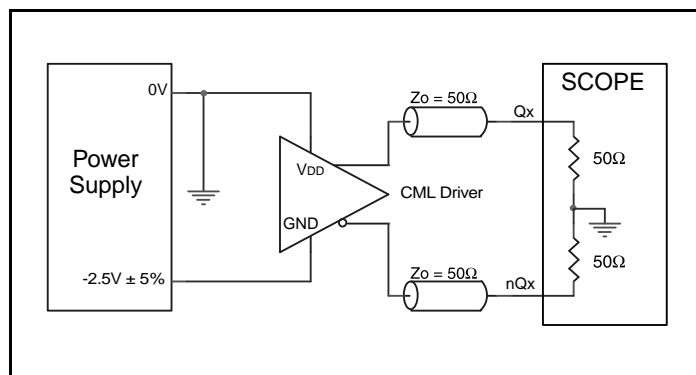 SCOPE
0V
Zo = 50Ω
Qx
Power
Supply
VDD
50Ω
CML Driver
GND
50Ω
-2.5V ± 5%
Zo = 50Ω
nQx